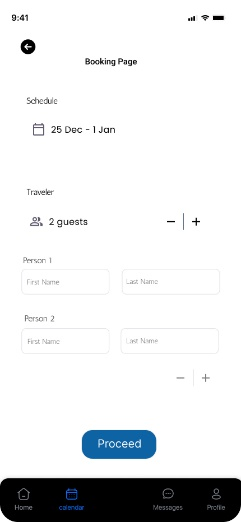 9:41
Booking Page
Schedule
25 Dec - 1 Jan
Traveler
2 guests
Person 1
First Name
Last Name
Person 2
First Name
Last Name
Proceed
Home
calendar
Messages
Profile